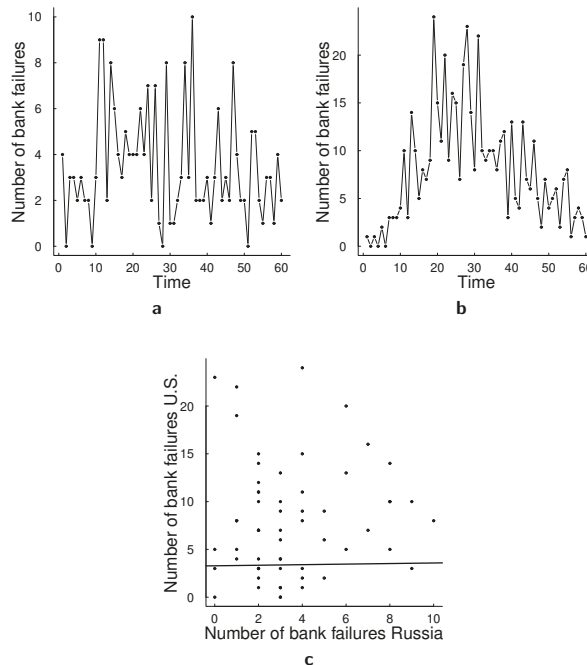 Number of bank failures
10
8
6
4
2
0
0 10 20 30 40 50 60
Time
a
Number of bank failures
20
15
10
5
0
0 10 20 30 40 50 60
Time
b
Number of bank failures U.S.
20
15
10
5
0
0 2 4 6 8 10
Number of bank failures Russia
c